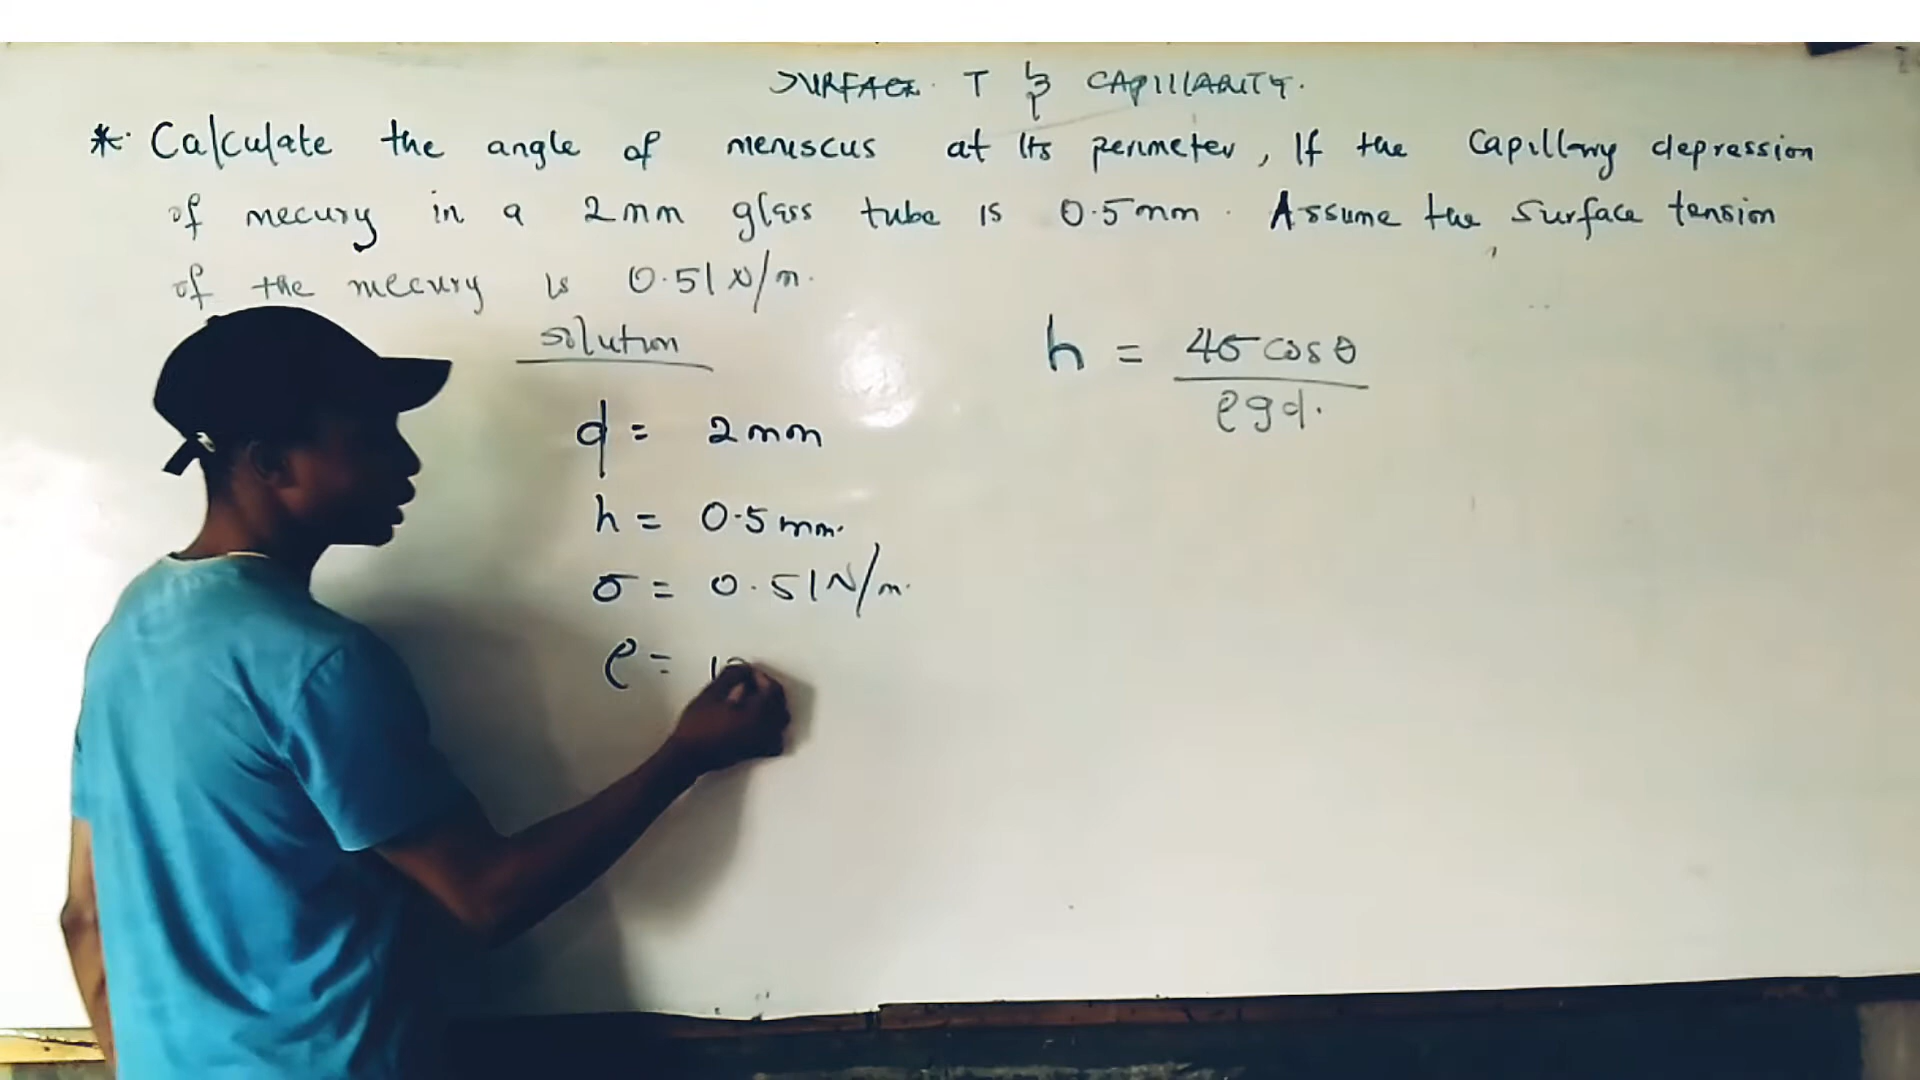 SURFACE T & CAPILLARITY.
* Calculate the angle of meniscus at its perimeter, If the Capillary depression
of mecury in a 2mm glass tube is 0.5mm. Assume the Surface tension
of the mecury is 0.51 N/m.
solution
h = 4σ cos θ
ρgd.
d = 2mm
h = 0.5mm.
σ = 0.51N/m.
ρ = 1